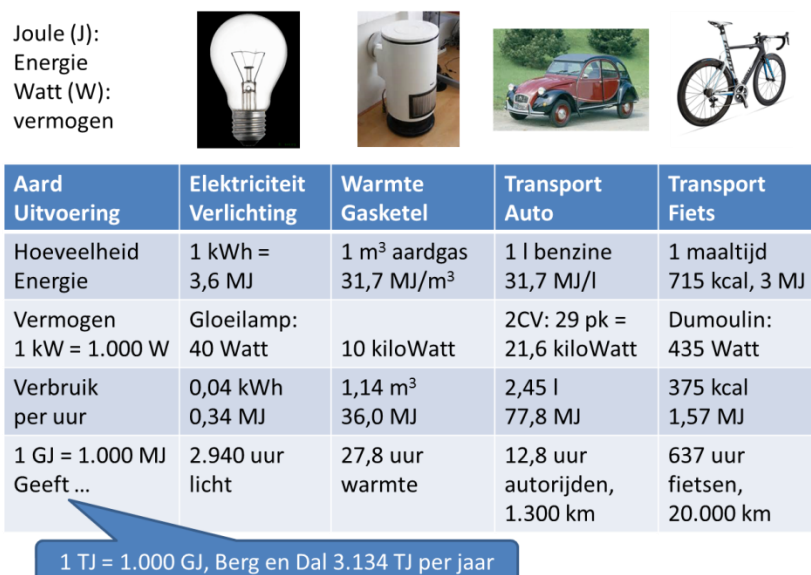 Joule (J):
Energie
Watt (W):
vermogen
Aard
Uitvoering
Elektriciteit
Verlichting
Warmte
Gasketel
Transport
Auto
Transport
Fiets
Hoeveelheid
Energie
1 kWh =
3,6 MJ
1 m³ aardgas
31,7 MJ/m³
1 l benzine
31,7 MJ/l
1 maaltijd
715 kcal, 3 MJ
Vermogen
1 kW = 1.000 W
Gloeilamp:
40 Watt
10 kiloWatt
2CV: 29 pk =
21,6 kiloWatt
Dumoulin:
435 Watt
Verbruik
per uur
0,04 kWh
0,34 MJ
1,14 m³
36,0 MJ
2,45 l
77,8 MJ
375 kcal
1,57 MJ
1 GJ = 1.000 MJ
Geeft ...
2.940 uur
licht
27,8 uur
warmte
12,8 uur
autorijden,
1.300 km
637 uur
fietsen,
20.000 km
1 TJ = 1.000 GJ, Berg en Dal 3.134 TJ per jaar